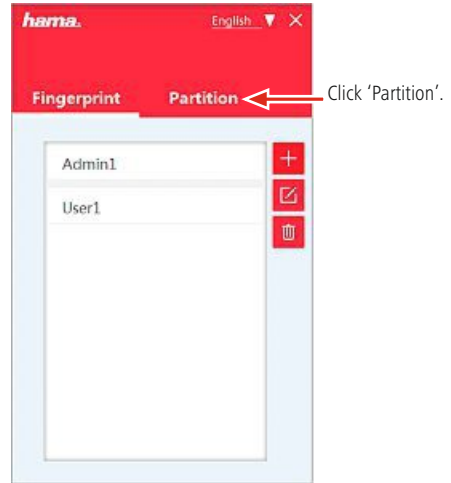 hama. English
Fingerprint Partition Click 'Partition'.
Admin1
User1